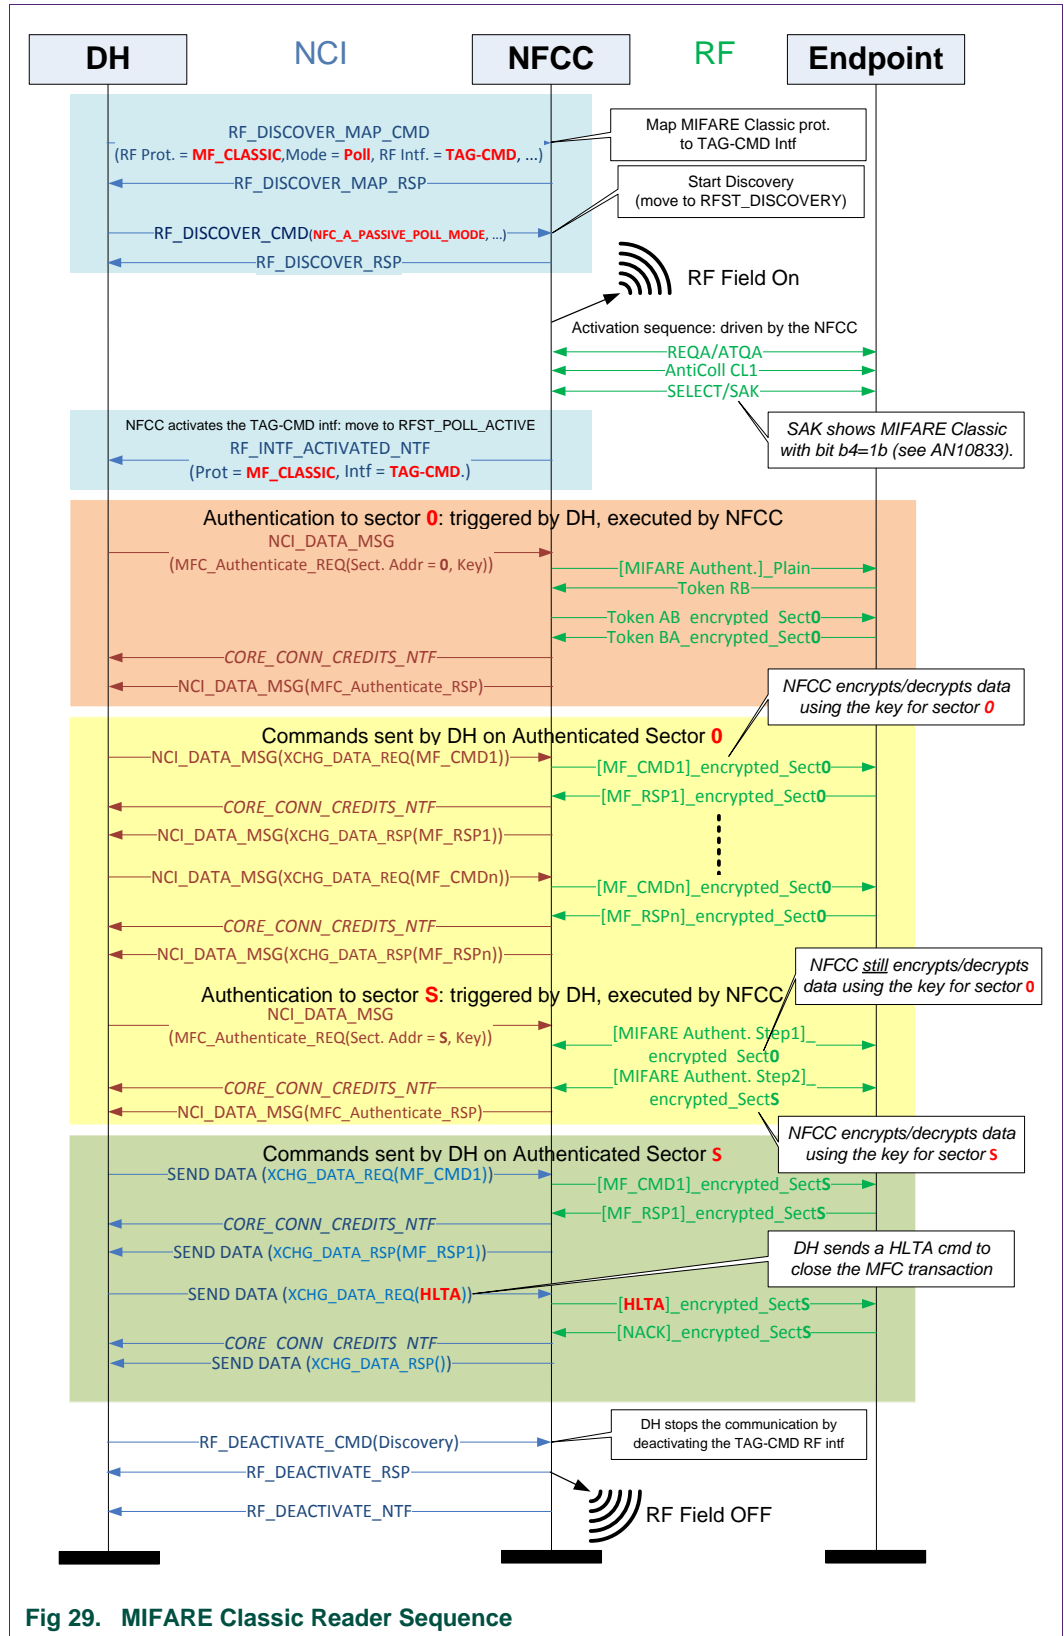 DH
NCI
NFCC
RF
Endpoint
RF_DISCOVER_MAP_CMD
(RF Prot. = MF_CLASSIC,Mode = Poll, RF Intf. = TAG-CMD, ...)
Map MIFARE Classic prot.
to TAG-CMD Intf
RF_DISCOVER_MAP_RSP
Start Discovery
(move to RFST_DISCOVERY)
RF_DISCOVER_CMD(NFC_A_PASSIVE_POLL_MODE, ...)
RF_DISCOVER_RSP
RF Field On
Activation sequence: driven by the NFCC
REQA/ATQA
AntiColl CL1
SELECT/SAK
SAK shows MIFARE Classic
with bit b4=1b (see AN10833).
NFCC activates the TAG-CMD intf: move to RFST_POLL_ACTIVE
RF_INTF_ACTIVATED_NTF
(Prot = MF_CLASSIC, Intf = TAG-CMD.)
Authentication to sector 0: triggered by DH, executed by NFCC
NCI_DATA_MSG
(MFC_Authenticate_REQ(Sect. Addr = 0, Key))
[MIFARE Authent.]_Plain
Token RB
Token AB_encrypted_Sect0
Token BA_encrypted_Sect0
CORE_CONN_CREDITS_NTF
NCI_DATA_MSG(MFC_Authenticate_RSP)
NFCC encrypts/decrypts data
using the key for sector 0
Commands sent by DH on Authenticated Sector 0
NCI_DATA_MSG(XCHG_DATA_REQ(MF_CMD1))
[MF_CMD1]_encrypted_Sect0
[MF_RSP1]_encrypted_Sect0
CORE_CONN_CREDITS_NTF
NCI_DATA_MSG(XCHG_DATA_RSP(MF_RSP1))
NCI_DATA_MSG(XCHG_DATA_REQ(MF_CMDn))
[MF_CMDn]_encrypted_Sect0
[MF_RSPn]_encrypted_Sect0
CORE_CONN_CREDITS_NTF
NCI_DATA_MSG(XCHG_DATA_RSP(MF_RSPn))
NFCC still encrypts/decrypts
data using the key for sector 0
Authentication to sector S: triggered by DH, executed by NFCC
NCI_DATA_MSG
(MFC_Authenticate_REQ(Sect. Addr = S, Key))
[MIFARE Authent. Step1]_
encrypted_Sect0
[MIFARE Authent. Step2]_
encrypted_SectS
CORE_CONN_CREDITS_NTF
NCI_DATA_MSG(MFC_Authenticate_RSP)
NFCC encrypts/decrypts data
using the key for sector S
Commands sent by DH on Authenticated Sector S
SEND DATA (XCHG_DATA_REQ(MF_CMD1))
[MF_CMD1]_encrypted_SectS
[MF_RSP1]_encrypted_SectS
CORE_CONN_CREDITS_NTF
SEND DATA (XCHG_DATA_RSP(MF_RSP1))
DH sends a HLTA cmd to
close the MFC transaction
SEND DATA (XCHG_DATA_REQ(HLTA))
[HLTA]_encrypted_SectS
[NACK]_encrypted_SectS
CORE_CONN_CREDITS_NTF
SEND DATA (XCHG_DATA_RSP())
RF_DEACTIVATE_CMD(Discovery)
DH stops the communication by
deactivating the TAG-CMD RF intf
RF_DEACTIVATE_RSP
RF_DEACTIVATE_NTF
RF Field OFF
Fig 29. MIFARE Classic Reader Sequence